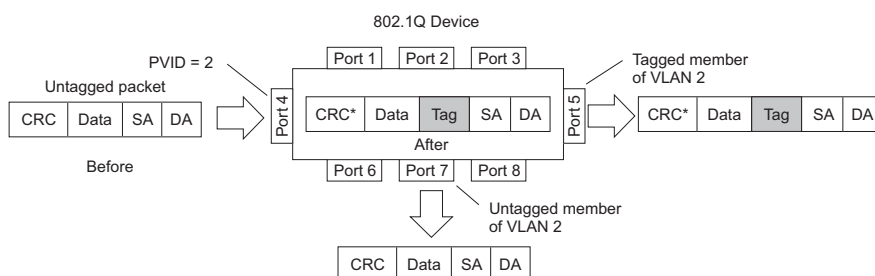 802.1Q Device
PVID = 2
Port 1
Port 2
Port 3
Tagged member
of VLAN 2
Untagged packet
CRC Data SA DA
Before
Port 4
CRC* Data Tag SA DA
After
Port 5
CRC* Data Tag SA DA
Port 6
Port 7
Port 8
Untagged member
of VLAN 2
CRC Data SA DA